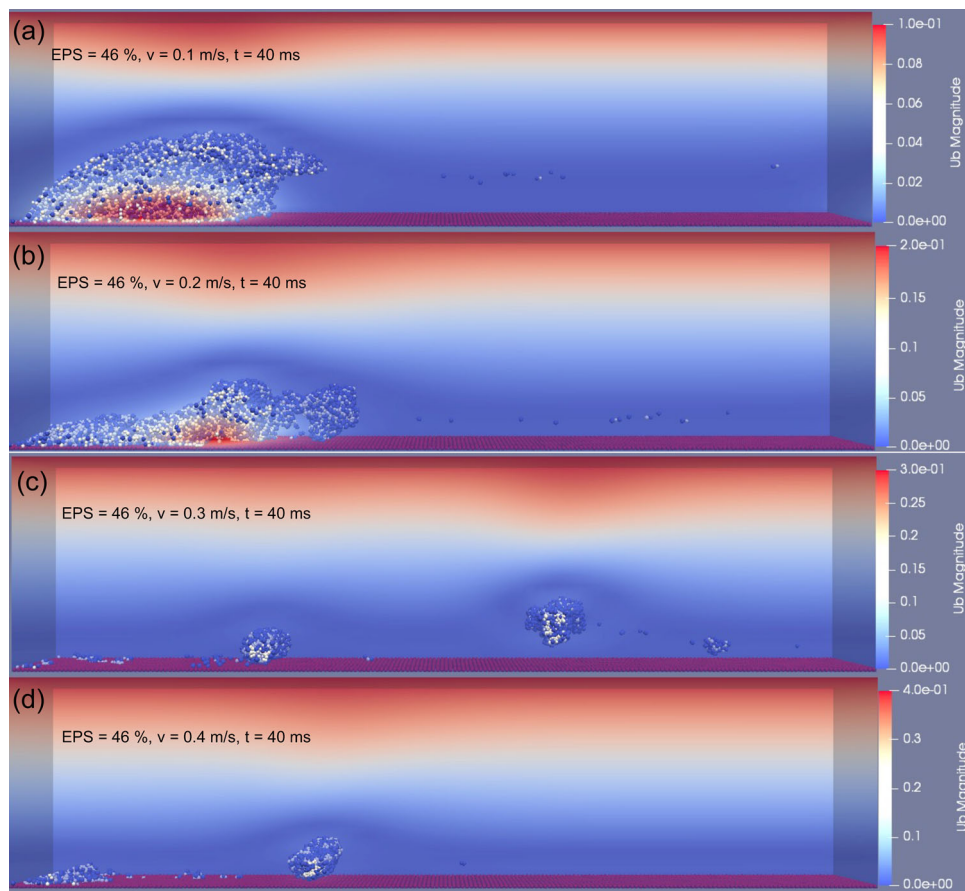 (a)
EPS = 46 %, v = 0.1 m/s, t = 40 ms
1.0e-01
0.08
0.06
0.04
0.02
0.0e+00
Ub Magnitude
(b)
EPS = 46 %, v = 0.2 m/s, t = 40 ms
2.0e-01
0.15
0.1
0.05
0.0e+00
Ub Magnitude
(c)
EPS = 46 %, v = 0.3 m/s, t = 40 ms
3.0e-01
0.25
0.2
0.15
0.1
0.05
0.0e+00
Ub Magnitude
(d)
EPS = 46 %, v = 0.4 m/s, t = 40 ms
4.0e-01
0.3
0.2
0.1
0.0e+00
Ub Magnitude